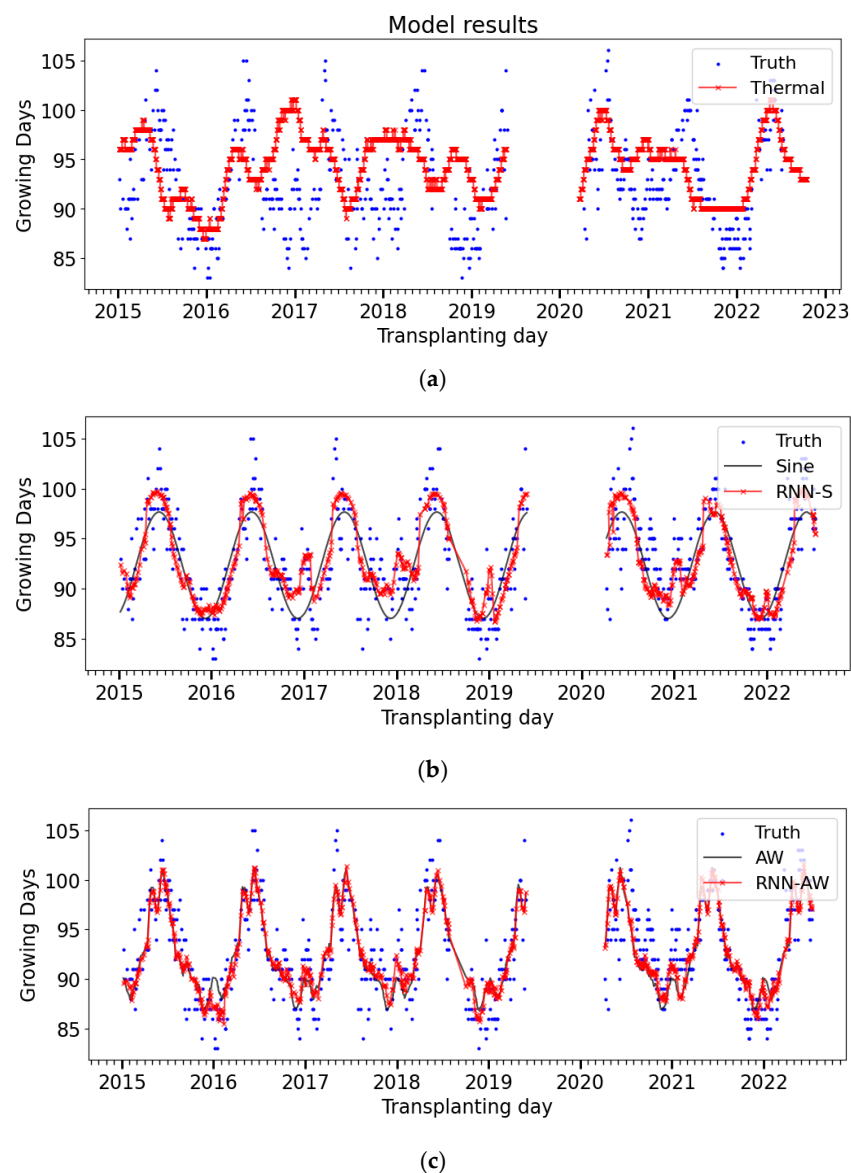 Model results
105
100
95
90
85
Growing Days
Truth
Thermal
2015 2016 2017 2018 2019 2020 2021 2022 2023
Transplanting day
(a)
105
100
95
90
85
Growing Days
Truth
Sine
RNN-S
2015 2016 2017 2018 2019 2020 2021 2022
Transplanting day
(b)
105
100
95
90
85
Growing Days
Truth
AW
RNN-AW
2015 2016 2017 2018 2019 2020 2021 2022
Transplanting day
(c)